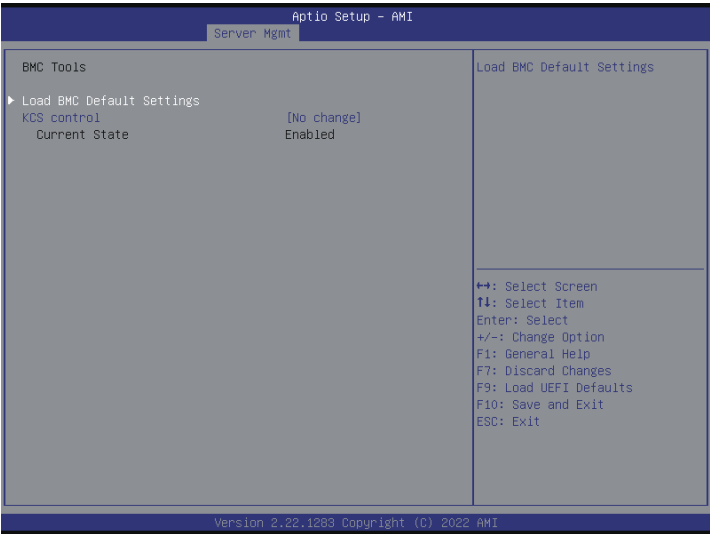 Aptio Setup – AMI
Server Mgmt
BMC Tools
Load BMC Default Settings
KCS control [No change]
Current State Enabled
Load BMC Default Settings
↔: Select Screen
↑↓: Select Item
Enter: Select
+/-: Change Option
F1: General Help
F7: Discard Changes
F9: Load UEFI Defaults
F10: Save and Exit
ESC: Exit
Version 2.22.1283 Copyright (C) 2022 AMI